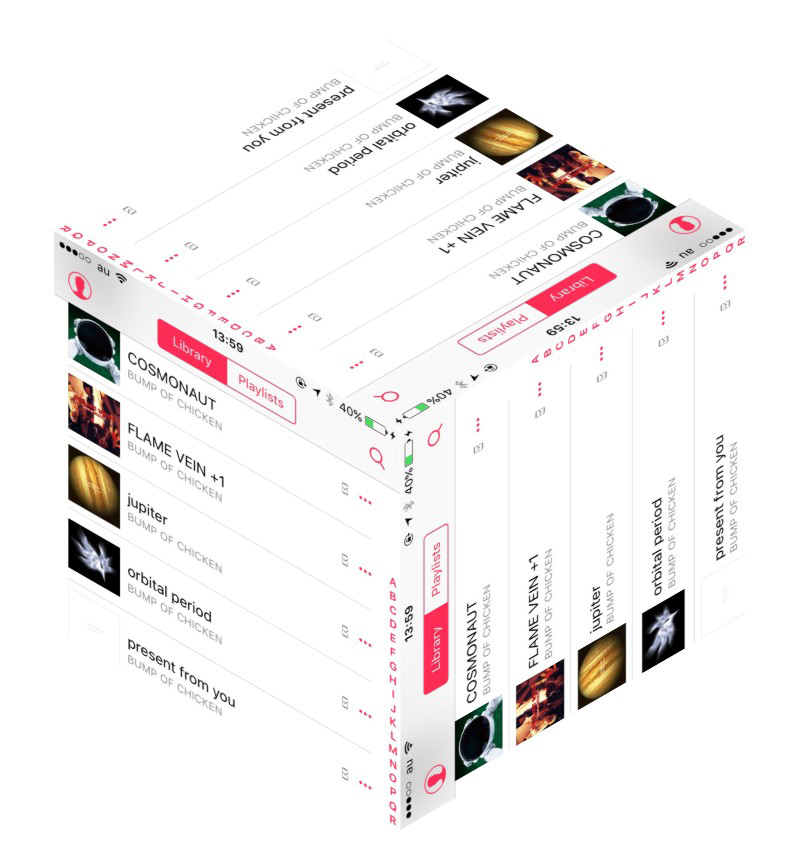 au 13:59 40%
Library Playlists
COSMONAUT
BUMP OF CHICKEN
FLAME VEIN +1
BUMP OF CHICKEN
jupiter
BUMP OF CHICKEN
orbital period
BUMP OF CHICKEN
present from you
BUMP OF CHICKEN
A
B
C
D
E
F
G
H
I
J
K
L
M
N
O
P
Q
R
au 13:59 40%
Library Playlists
COSMONAUT
BUMP OF CHICKEN
FLAME VEIN +1
BUMP OF CHICKEN
jupiter
BUMP OF CHICKEN
orbital period
BUMP OF CHICKEN
present from you
BUMP OF CHICKEN
A
B
C
D
E
F
G
H
I
J
K
L
M
N
O
P
Q
R
au 13:59 40%
Library Playlists
COSMONAUT
BUMP OF CHICKEN
FLAME VEIN +1
BUMP OF CHICKEN
jupiter
BUMP OF CHICKEN
orbital period
BUMP OF CHICKEN
present from you
BUMP OF CHICKEN
A
B
C
D
E
F
G
H
I
J
K
L
M
N
O
P
Q
R